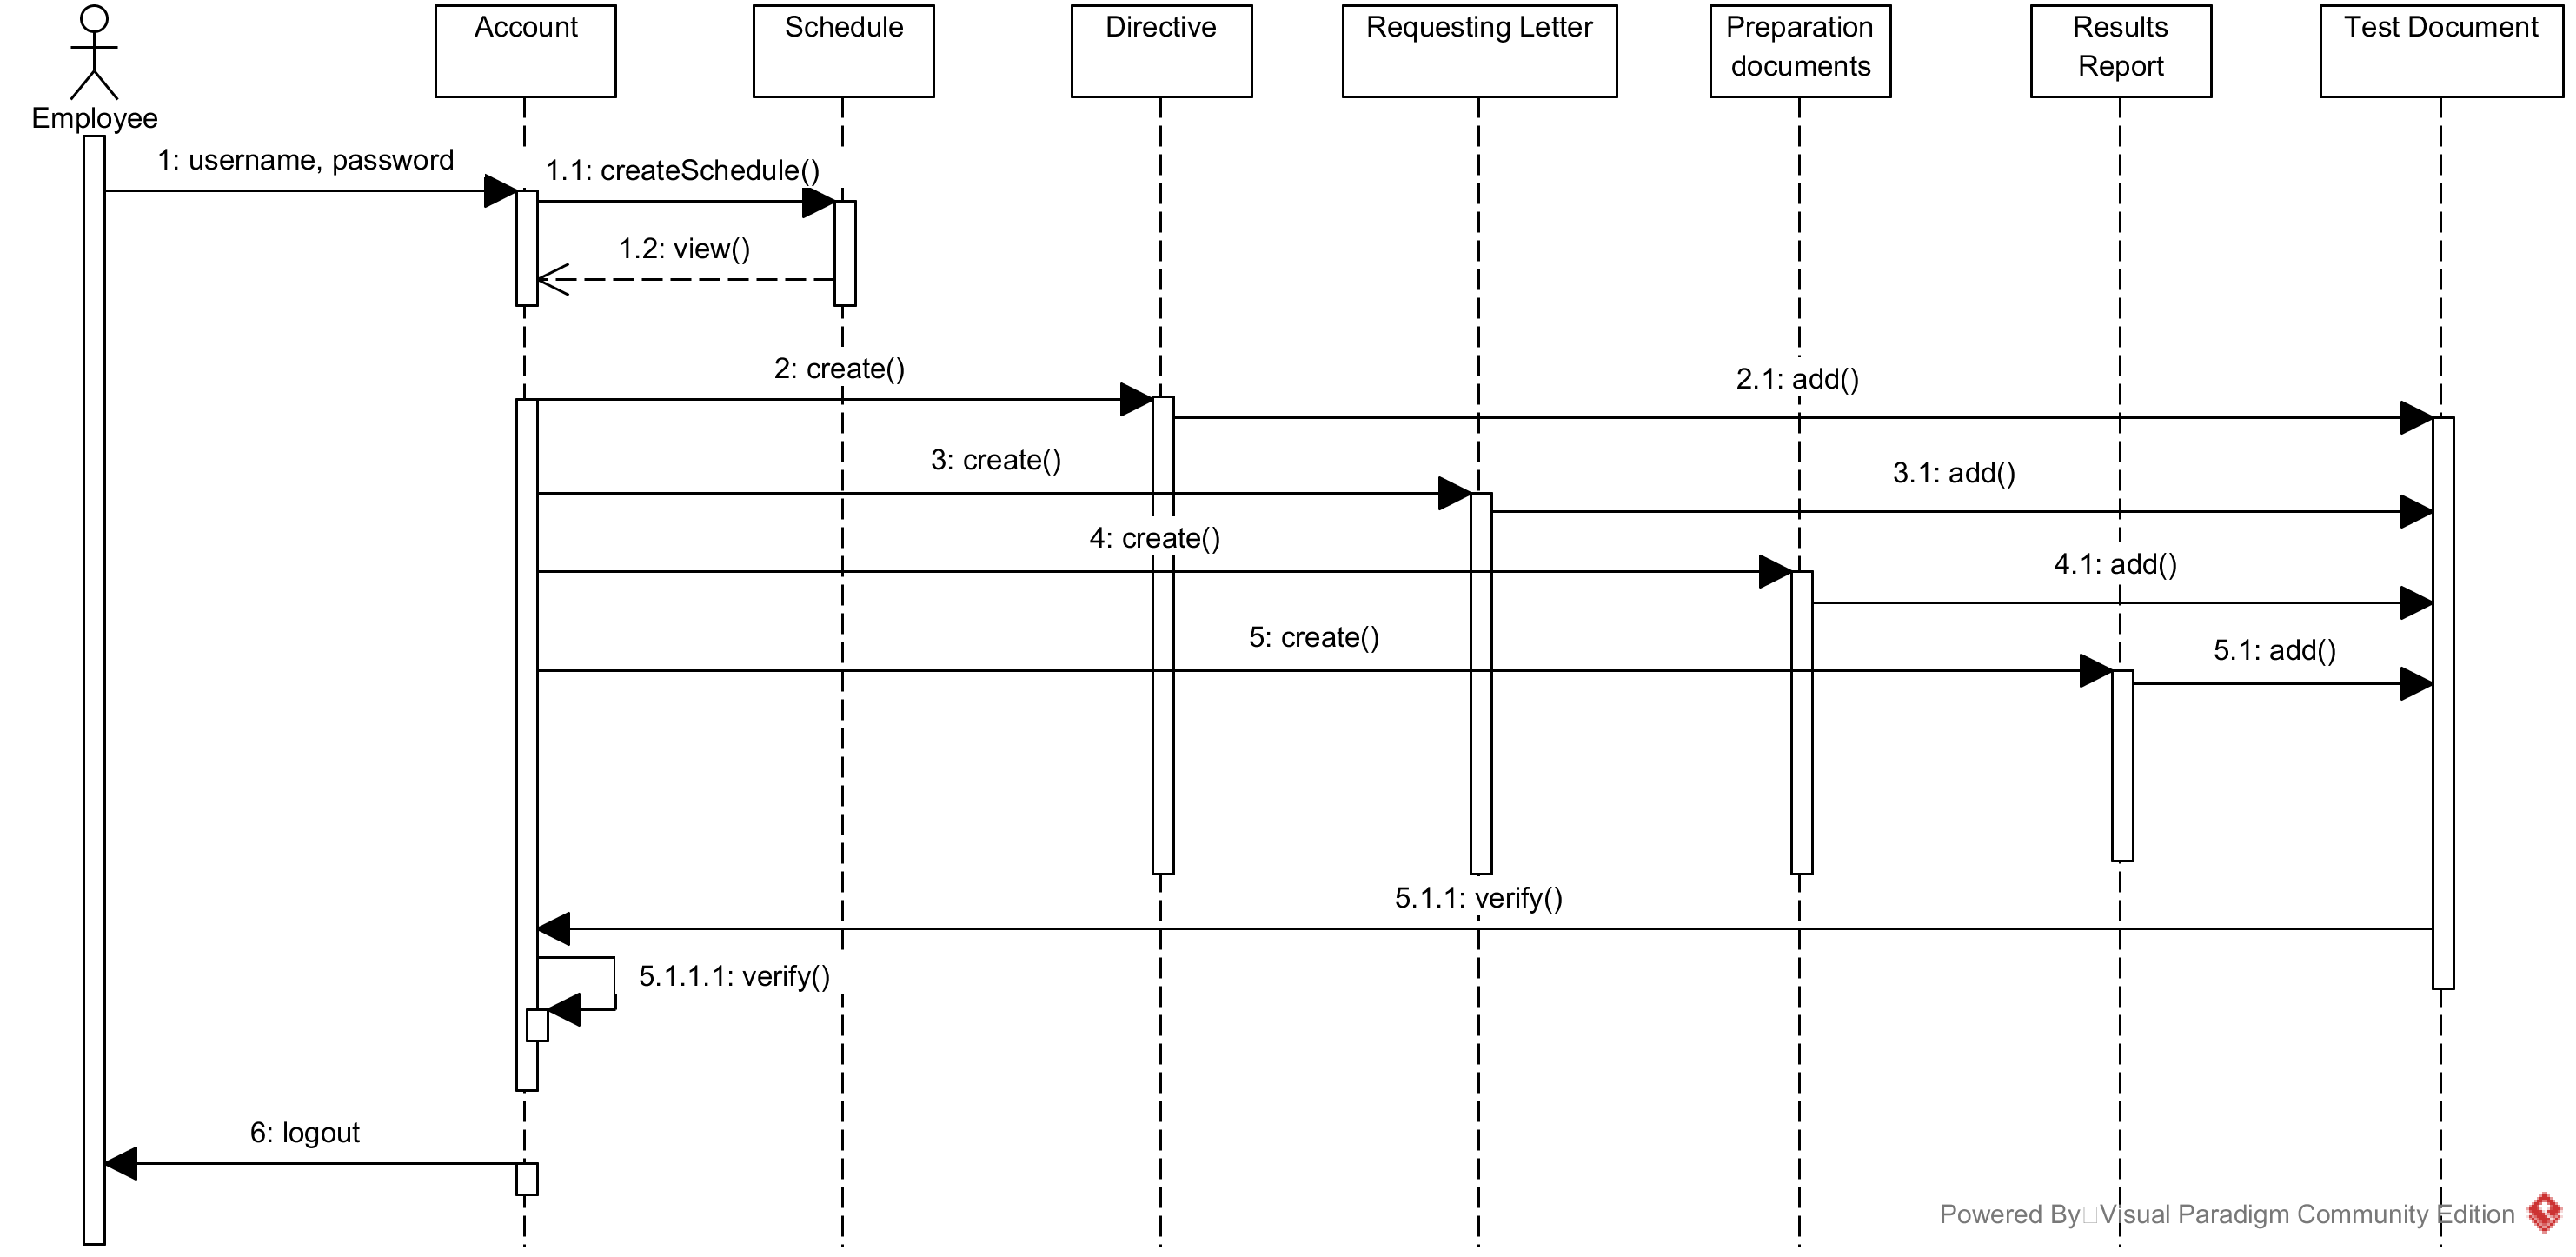 Employee
Account
Schedule
Directive
Requesting Letter
Preparation
documents
Results
Report
Test Document
1: username, password
1.1: createSchedule()
1.2: view()
2: create()
2.1: add()
3: create()
3.1: add()
4: create()
4.1: add()
5: create()
5.1: add()
5.1.1: verify()
5.1.1.1: verify()
6: logout
Powered By□Visual Paradigm Community Edition